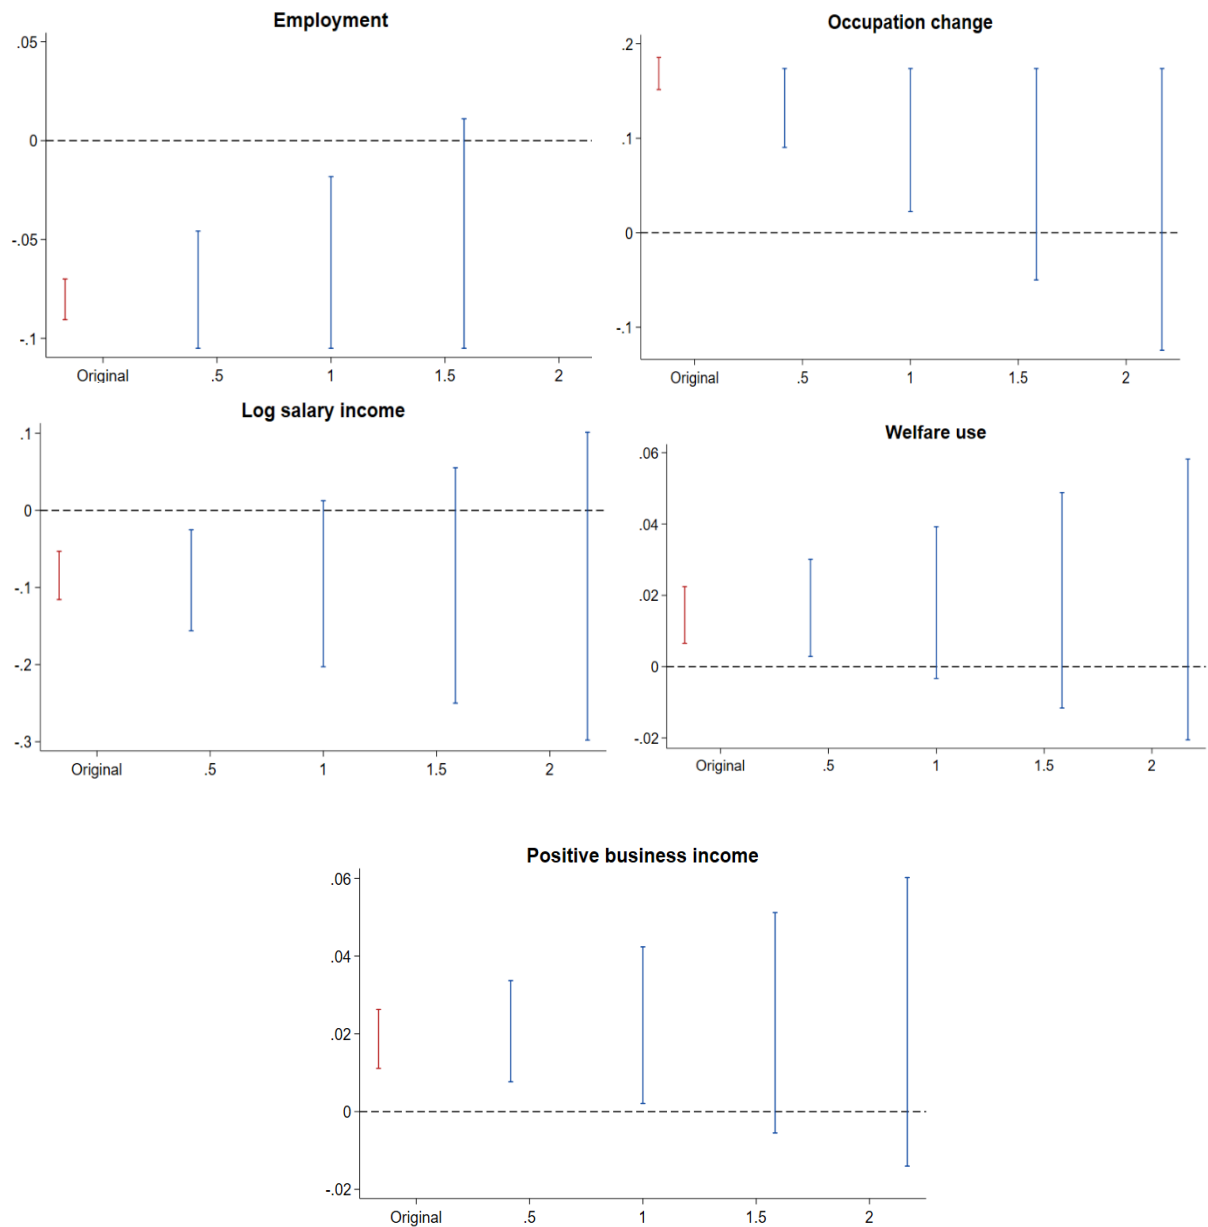 Employment
.05
0
-.05
-.1
Original .5 1 1.5 2
Occupation change
.2
.1
0
-.1
Original .5 1 1.5 2
Log salary income
.1
0
-.1
-.2
-.3
Original .5 1 1.5 2
Welfare use
.06
.04
.02
0
-.02
Original .5 1 1.5 2
Positive business income
.06
.04
.02
0
-.02
Original .5 1 1.5 2